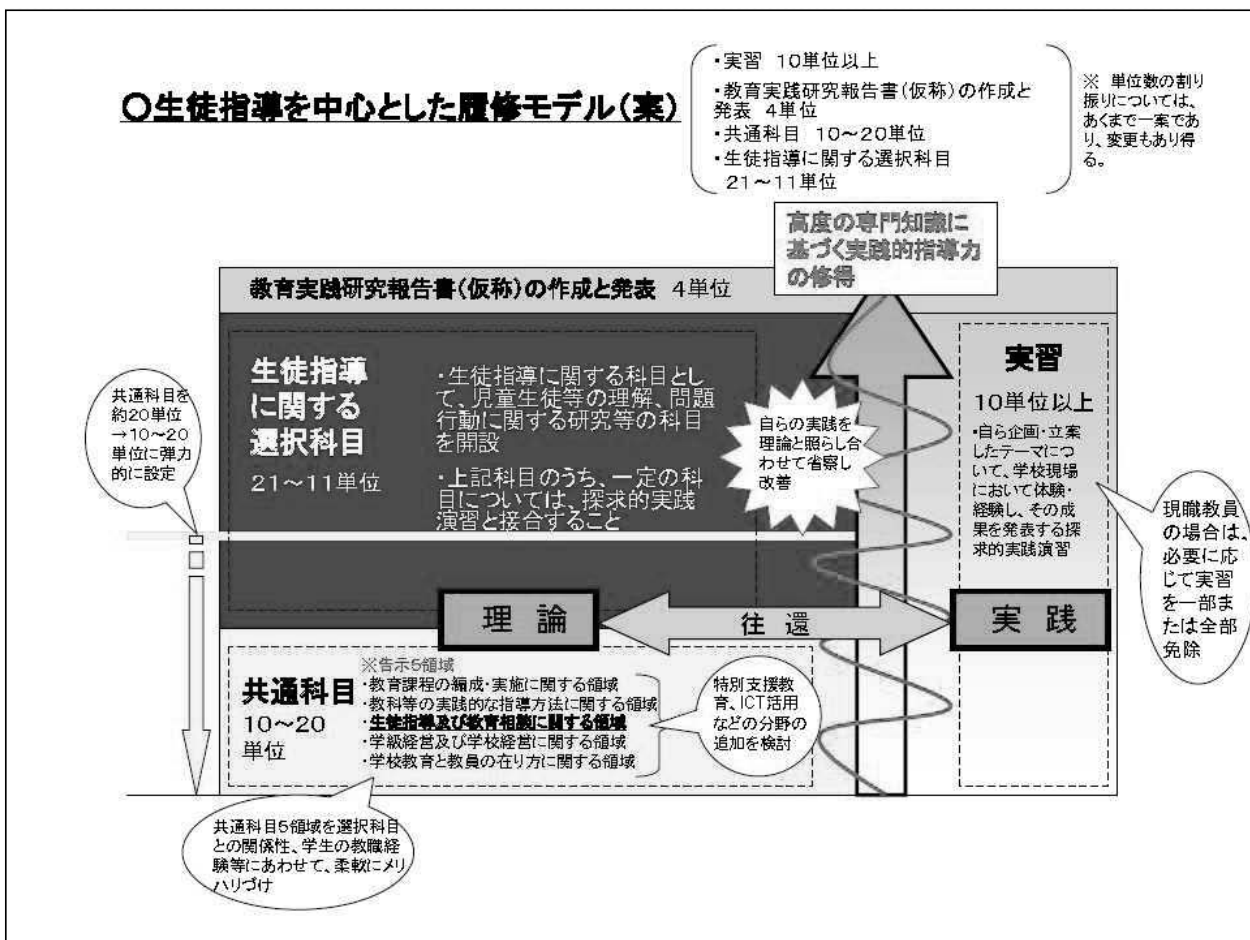 〇生徒指導を中心とした履修モデル(案)
・実習 10単位以上
・教育実践研究報告書(仮称)の作成と
発表 4単位
・共通科目 10～20単位
・生徒指導に関する選択科目
21～11単位
※ 単位数の割り
振りについては、
あくまで一案であ
り、変更もあり得
る。
高度の専門知識に
基づく実践的指導力
の修得
教育実践研究報告書(仮称)の作成と発表 4単位
共通科目を
約20単位
→10～20
単位に弾力
的に設定
生徒指導
に関する
選択科目
21～11単位
・生徒指導に関する科目とし
て、児童生徒等の理解、問題
行動に関する研究等の科目
を開設
・上記科目のうち、一定の科
目については、探求的実践
演習と接合すること
自らの実践を
理論と照らし合
わせて省察し
改善
実習
10単位以上
・自ら企画・立案
したテーマにつ
いて、学校現場
において体験・
経験し、その成
果を発表する探
求的実践演習
現職教員
の場合は、
必要に応
じて実習
を一部ま
たは全部
免除
理 論
往 還
実 践
共通科目
10～20
単位
※告示5領域
・教育課程の編成・実施に関する領域
・教科等の実践的な指導方法に関する領域
・生徒指導及び教育相談に関する領域
・学級経営及び学校経営に関する領域
・学校教育と教員の在り方に関する領域
特別支援教
育、ICT活用
などの分野の
追加を検討
共通科目5領域を選択科目
との関係性、学生の教職経
験等にあわせて、柔軟にメリ
ハリづけ